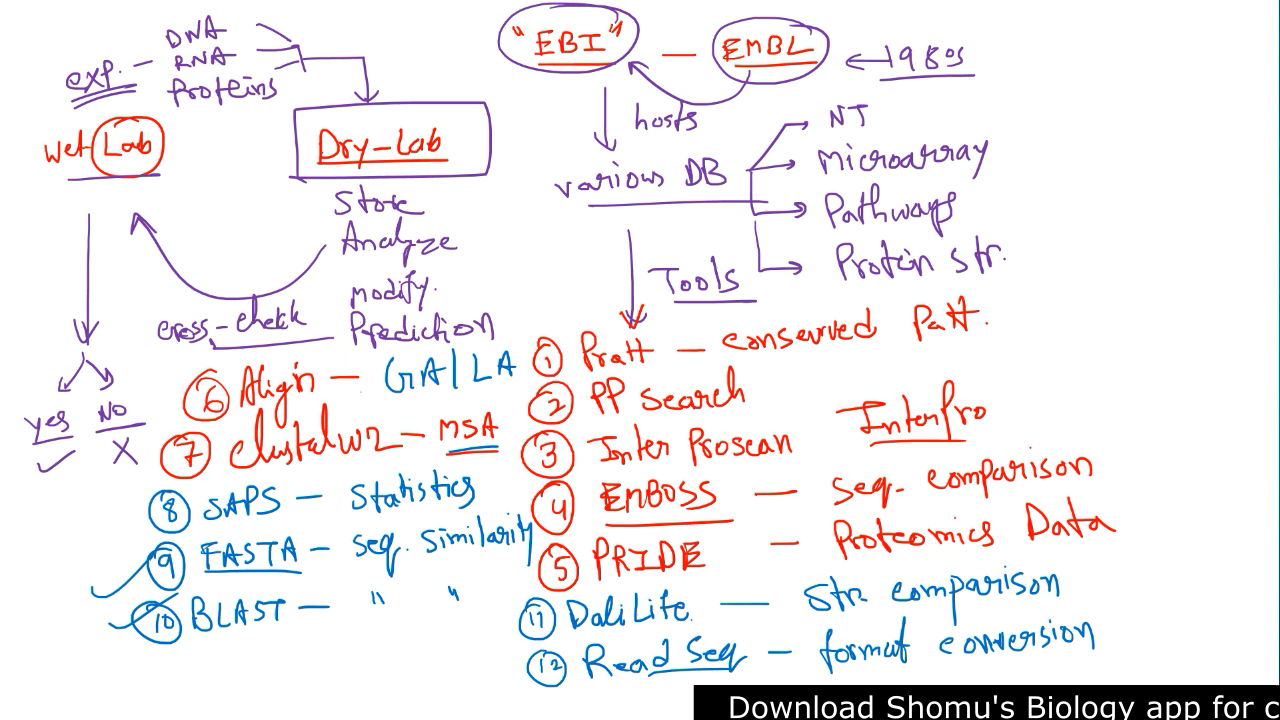 exp. - DNA
RNA
Proteins
wet Lab
Dry-Lab
Store
Analyze
modify.
Prediction
cross-check
yes
NO
"EBI" - EMBL ← 1980s
hosts
various DB
NT
Microarray
Pathways
Protein str.
Tools
① Pratt - conserved Patt.
② PP search
③ Inter Proscan InterPro
④ EMBOSS - seq. comparison
⑤ PRIDE - Proteomics Data
⑥ Align - GA/LA
⑦ ClustalW2 - MSA
⑧ SAPS - Statistics
⑨ FASTA - seq. similarity
⑩ BLAST - " "
⑪ DaliLite - Str. comparison
⑫ Read Seq - format conversion
Download Shomu's Biology app for c